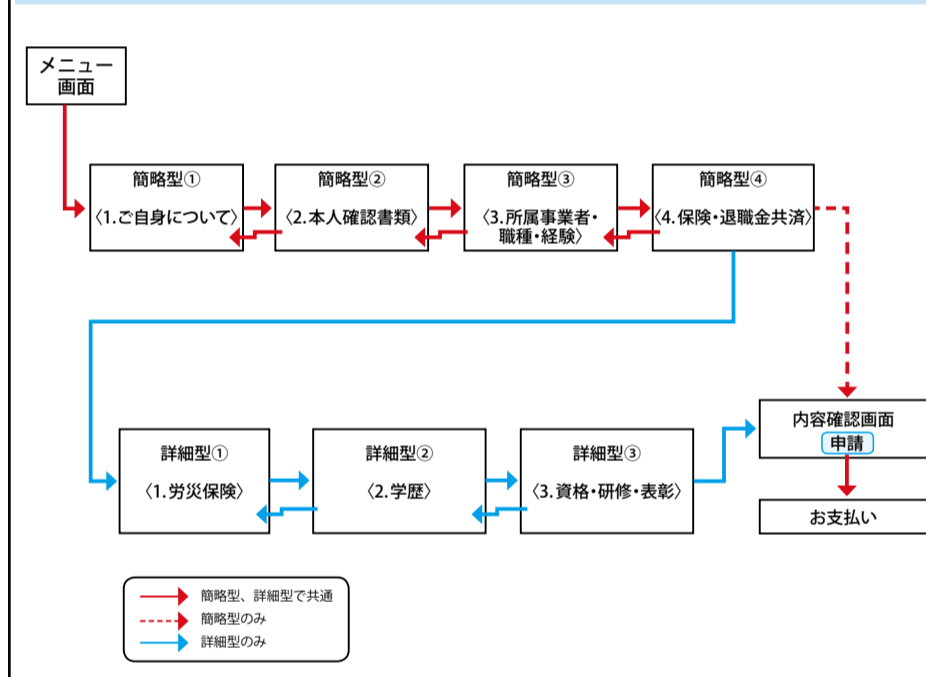 メニュー
画面
簡略型①
〈1.ご自身について〉
簡略型②
〈2.本人確認書類〉
簡略型③
〈3.所属事業者・
職種・経験〉
簡略型④
〈4.保険・退職金共済〉
詳細型①
〈1.労災保険〉
詳細型②
〈2.学歴〉
詳細型③
〈3.資格・研修・表彰〉
内容確認画面
申請
お支払い
簡略型、詳細型で共通
簡略型のみ
詳細型のみ